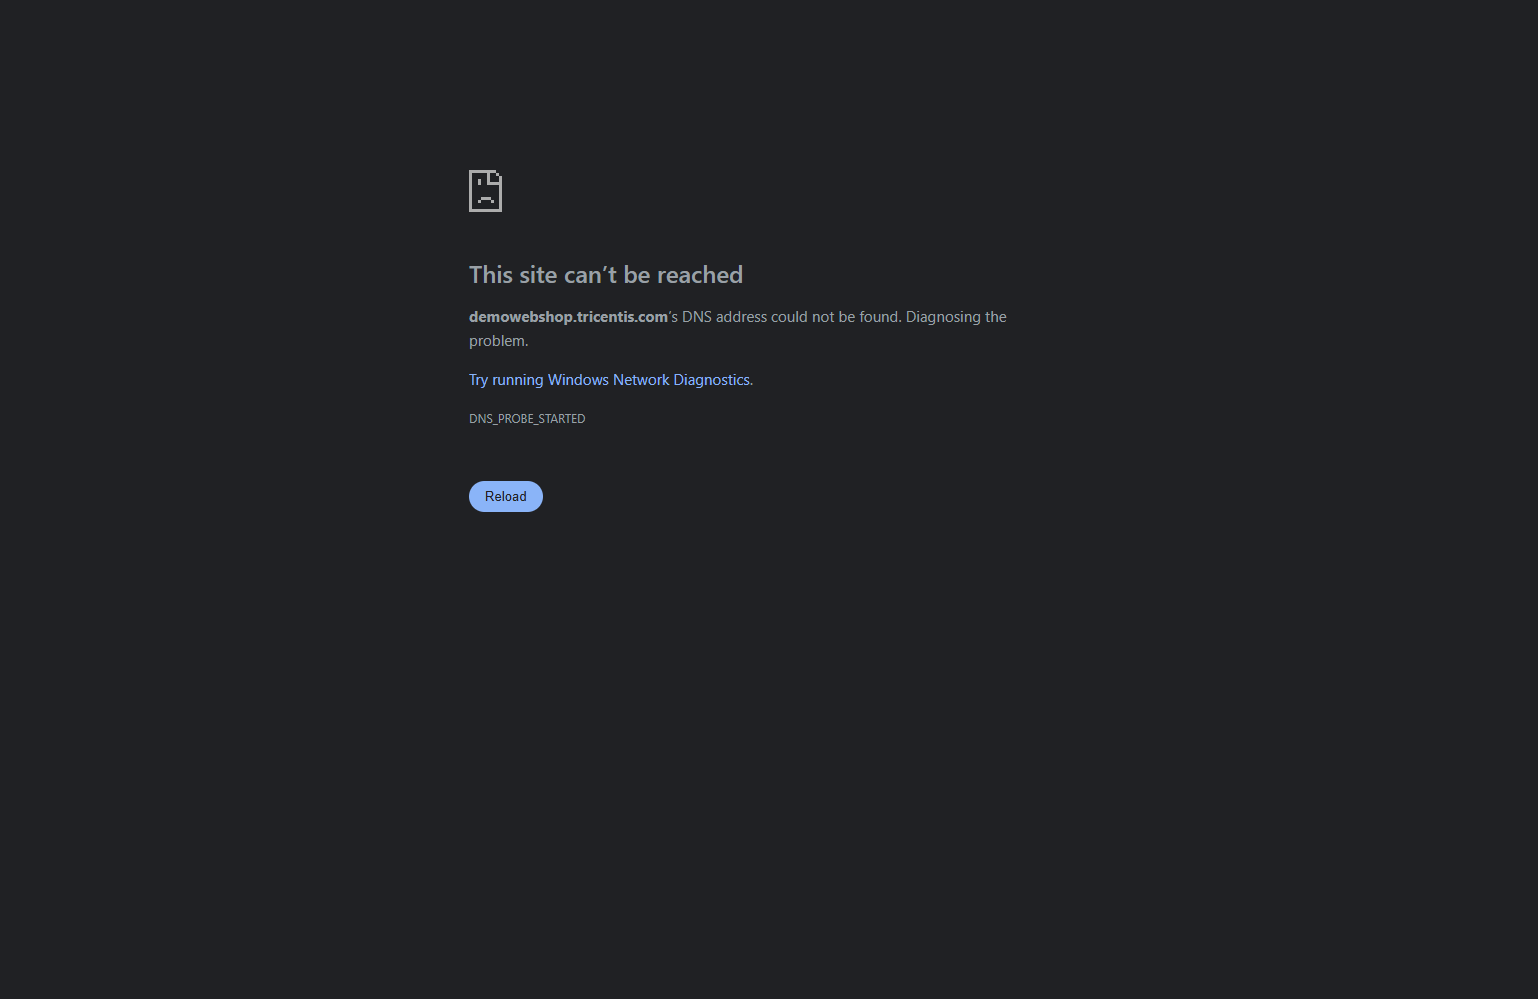 This site can’t be reached
demowebshop.tricentis.com’s DNS address could not be found. Diagnosing the
problem.
Try running Windows Network Diagnostics.
DNS_PROBE_STARTED
Reload